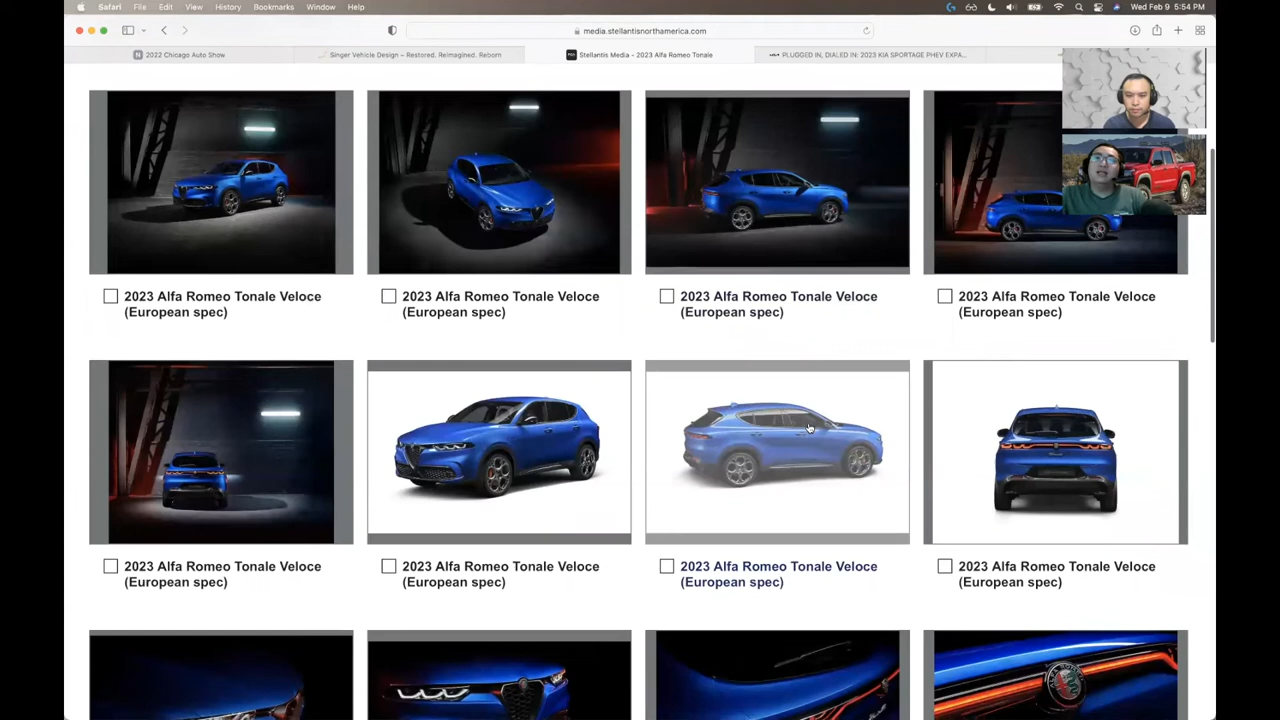 Safari File Edit View History Bookmarks Window Help Wed Feb 9 5:54 PM
media.stellantisnorthamerica.com
2022 Chicago Auto Show Singer Vehicle Design – Restored. Reimagined. Reborn Stellantis Media - 2023 Alfa Romeo Tonale PLUGGED IN, DIALED IN: 2023 KIA SPORTAGE PHEV EXPA...
2023 Alfa Romeo Tonale Veloce
(European spec)
2023 Alfa Romeo Tonale Veloce
(European spec)
2023 Alfa Romeo Tonale Veloce
(European spec)
2023 Alfa Romeo Tonale Veloce
(European spec)
2023 Alfa Romeo Tonale Veloce
(European spec)
2023 Alfa Romeo Tonale Veloce
(European spec)
2023 Alfa Romeo Tonale Veloce
(European spec)
2023 Alfa Romeo Tonale Veloce
(European spec)